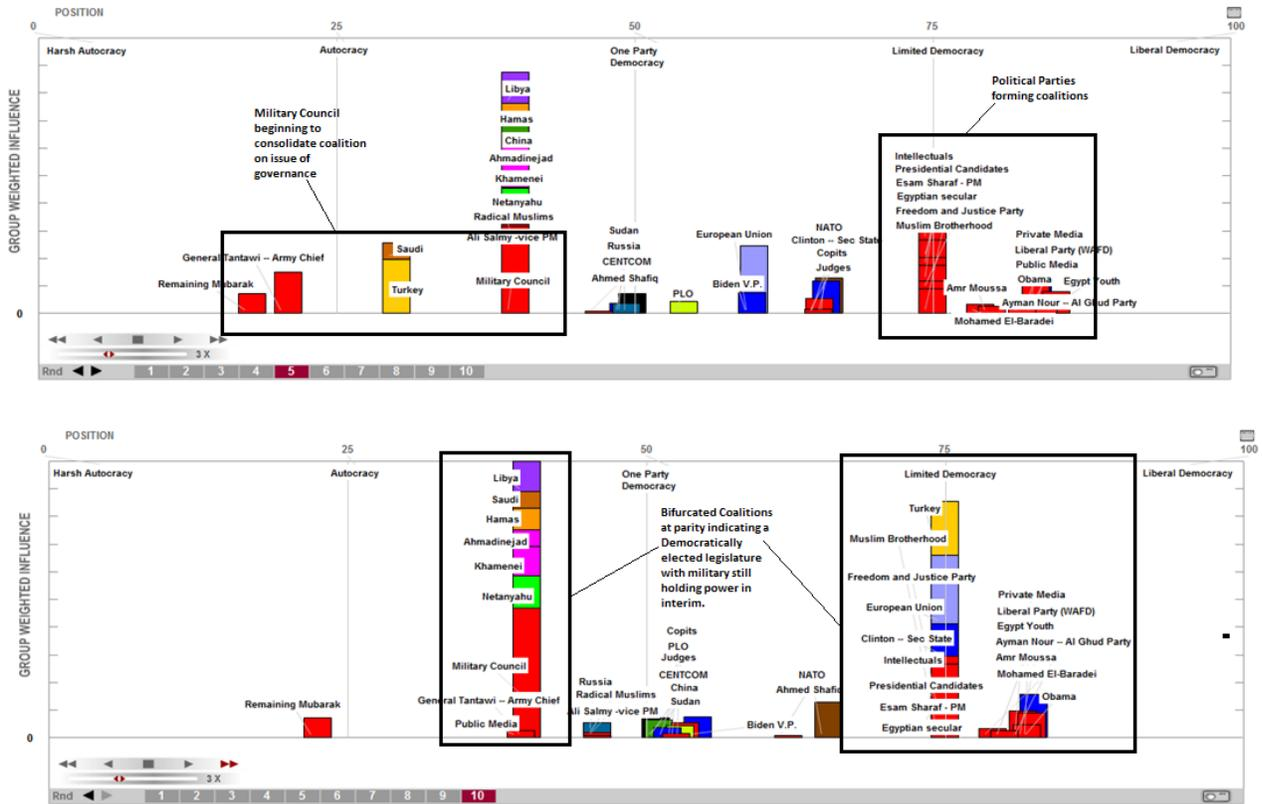 POSITION
0 25 50 75 100
Harsh Autocracy Autocracy One Party Limited Democracy Liberal Democracy
Democracy
GROUP WEIGHTED INFLUENCE
Military Council
beginning to
consolidate coalition
on issue of
governance
Political Parties
forming coalitions
Libya
Hamas
China
Ahmadinejad
Khamenei
Netanyahu
Radical Muslims
Ali Salmy -vice PM
Military Council
General Tantawi -- Army Chief
Remaining Mubarak
Saudi
Turkey
Sudan
Russia
CENTCOM
Ahmed Shafiq
PLO
European Union
Biden V.P.
NATO
Clinton -- Sec State
Copits
Judges
Intellectuals
Presidential Candidates
Esam Sharaf - PM
Egyptian secular
Freedom and Justice Party
Muslim Brotherhood
Private Media
Liberal Party (WAFD)
Public Media
Obama
Egypt Youth
Amr Moussa
Ayman Nour -- Al Ghud Party
Mohamed El-Baradei
0
3 X
Rnd 1 2 3 4 5 6 7 8 9 10
POSITION
0 25 50 75 100
Harsh Autocracy Autocracy One Party Limited Democracy Liberal Democracy
Democracy
GROUP WEIGHTED INFLUENCE
Bifurcated Coalitions
at parity indicating a
Democratically
elected legislature
with military still
holding power in
interim.
Libya
Saudi
Hamas
Ahmadinejad
Khamenei
Netanyahu
Military Council
General Tantawi -- Army Chief
Public Media
Remaining Mubarak
Russia
Radical Muslims
Ali Salmy -vice PM
Copits
PLO
Judges
CENTCOM
China
Sudan
Biden V.P.
NATO
Ahmed Shafiq
Turkey
Muslim Brotherhood
Freedom and Justice Party
European Union
Clinton -- Sec State
Intellectuals
Presidential Candidates
Esam Sharaf - PM
Egyptian secular
Private Media
Liberal Party (WAFD)
Egypt Youth
Ayman Nour -- Al Ghud Party
Amr Moussa
Mohamed El-Baradei
Obama
0
3 X
Rnd 1 2 3 4 5 6 7 8 9 10